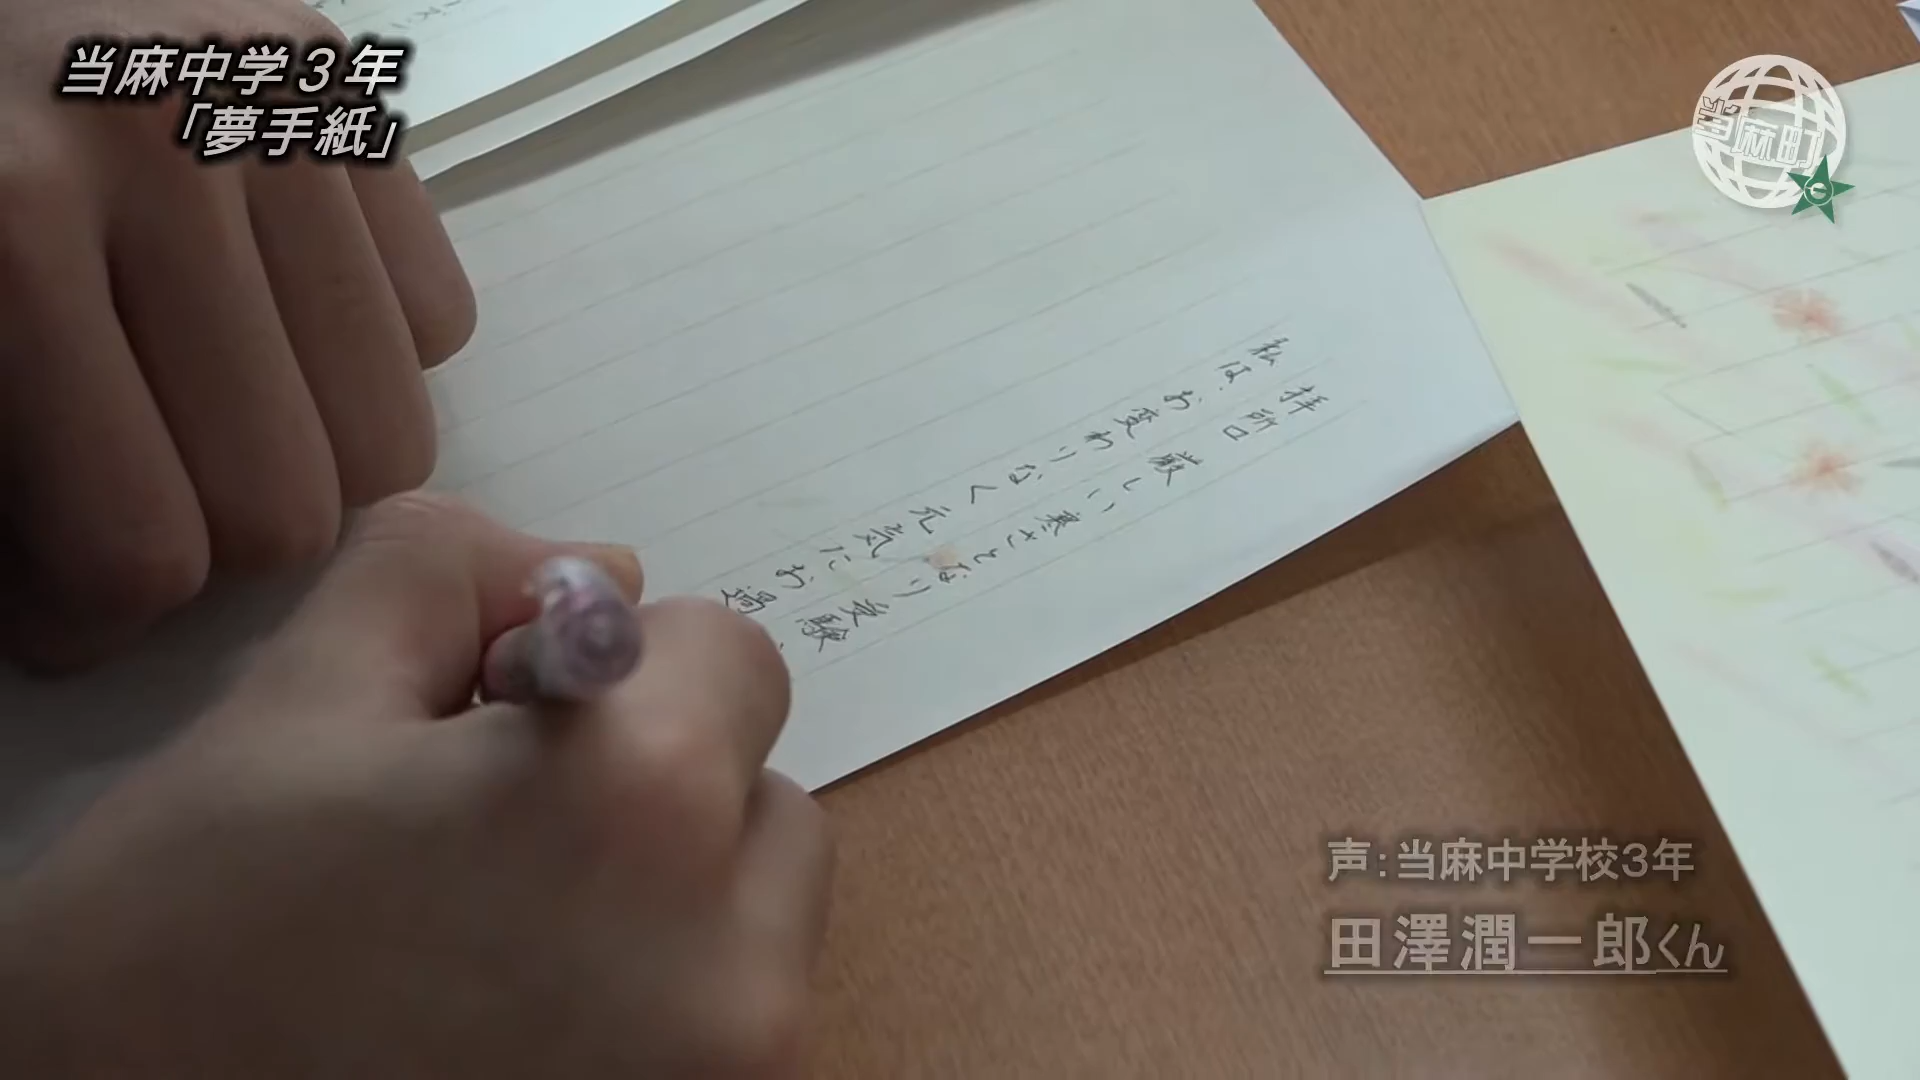 当麻中学３年
「夢手紙」
当麻町
拝啓 厳しい寒さとなり 受験
私は、お変わりなく元気にお過
声：当麻中学校３年
田澤潤一郎くん